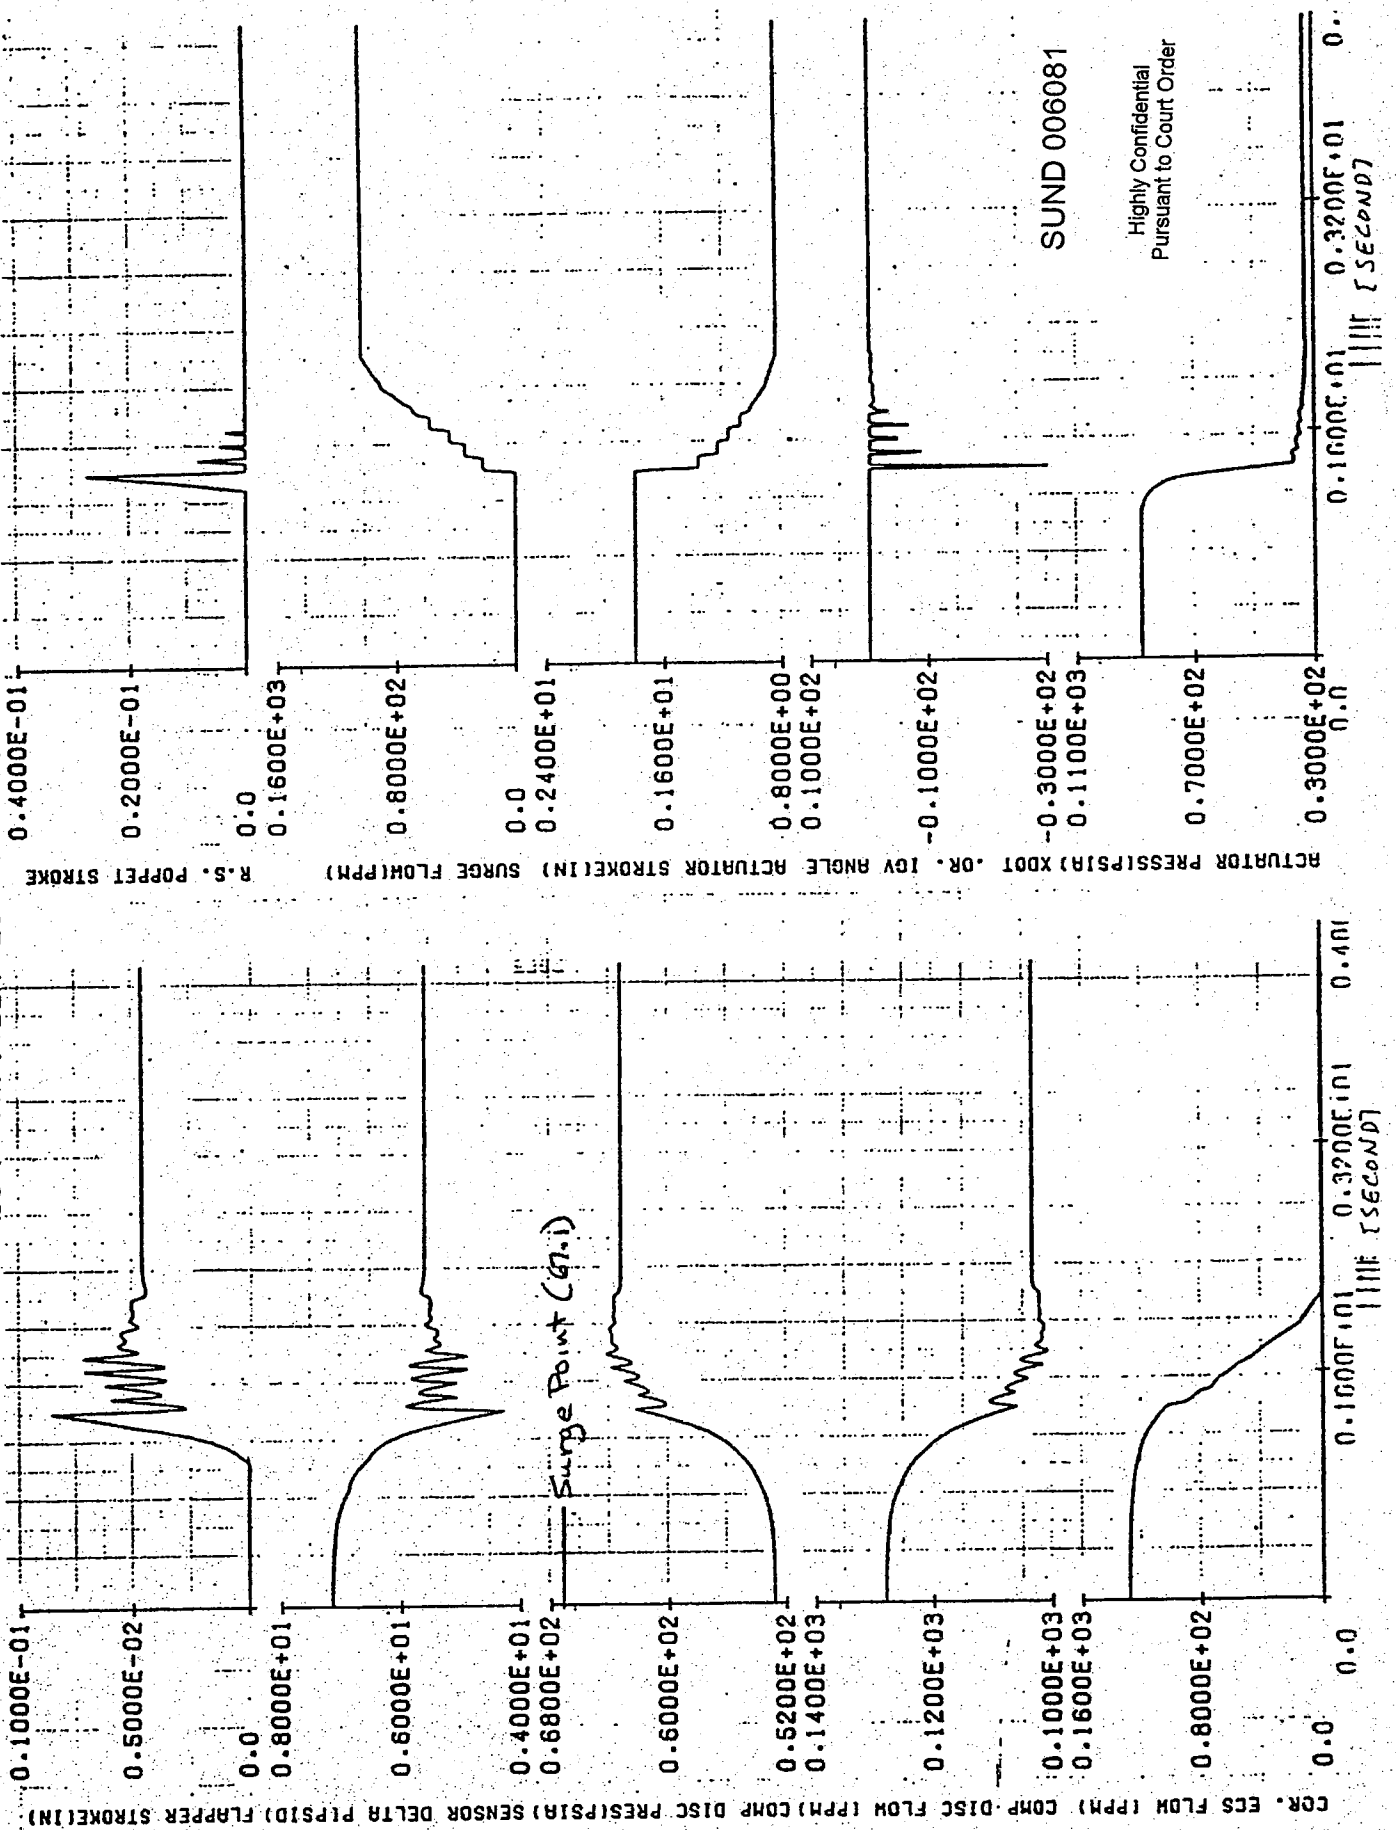 R.S. POPPET STROKE
SURGE FLOW(PPM)
ACTUATOR STROKE(IN)
XDOT .OR. IGV ANGLE
ACTUATOR PRESS(PSIA)
0.4000E-01
0.2000E-01
0.0
0.1600E+03
0.8000E+02
0.0
0.2400E+01
0.1600E+01
0.8000E+00
0.1000E+02
-0.1000E+02
-0.3000E+02
0.1100E+03
0.7000E+02
0.3000E+02
0.0
0.1600E+01
0.3200E+01
0.
[SECOND]
SUND 006081
Highly Confidential
Pursuant to Court Order
FLAPPER STROKE(IN)
SENSOR DELTA P(PSID)
COMP DISC PRES(PSIA)
COMP DISC FLOW (PPM)
COR. ECS FLOW (PPM)
0.1000E-01
0.5000E-02
0.0
0.8000E+01
0.6000E+01
0.4000E+01
0.6800E+02
0.6000E+02
0.5200E+02
0.1400E+03
0.1200E+03
0.1000E+03
0.1600E+03
0.8000E+02
0.0
0.0
0.1600E+01
0.3200E+01
[SECOND]
Surge Point (67.1)